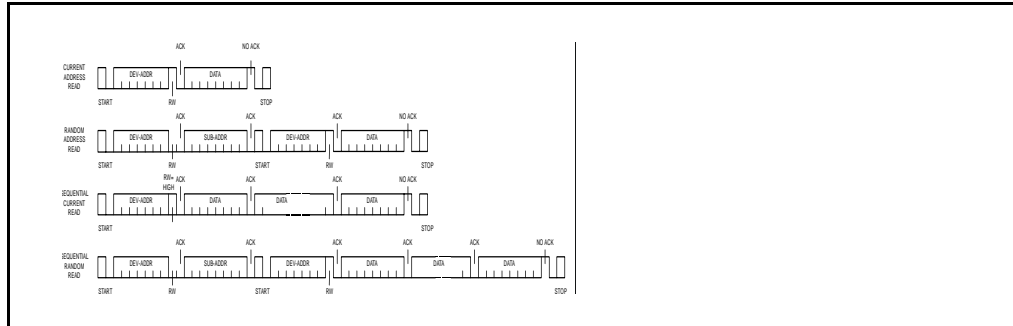 ACK NO ACK
CURRENT
ADDRESS
READ
DEV-ADDR DATA
START RW STOP
ACK ACK ACK NO ACK
RANDOM
ADDRESS
READ
DEV-ADDR SUB-ADDR DEV-ADDR DATA
START RW START RW STOP
RW=
HIGH
ACK ACK ACK NO ACK
SEQUENTIAL
CURRENT
READ
DEV-ADDR DATA DATA DATA
START STOP
ACK ACK ACK ACK ACK NO ACK
SEQUENTIAL
RANDOM
READ
DEV-ADDR SUB-ADDR DEV-ADDR DATA DATA DATA
START RW START RW STOP